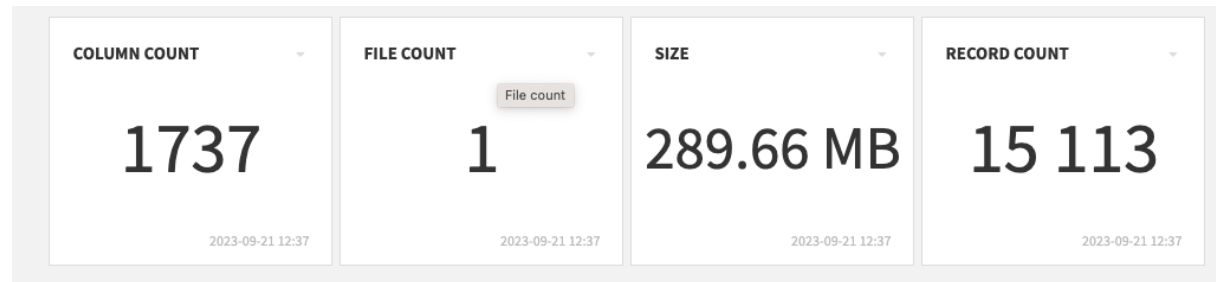 COLUMN COUNT
FILE COUNT
SIZE
RECORD COUNT
File count
1737
1
289.66 MB
15 113
2023-09-21 12:37
2023-09-21 12:37
2023-09-21 12:37
2023-09-21 12:37